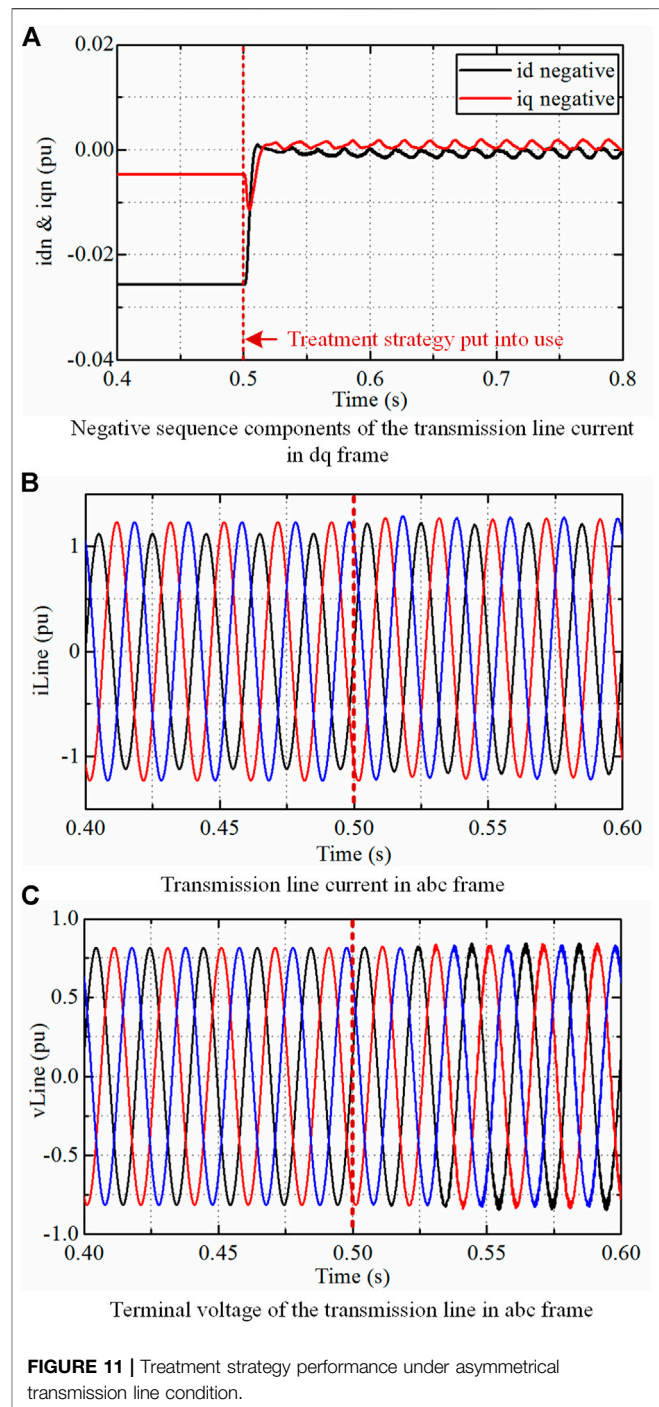 A
0.02
id negative
iq negative
0.00
idn & iqn (pu)
-0.02
Treatment strategy put into use
-0.04
0.4
0.5
0.6
0.7
0.8
Time (s)
Negative sequence components of the transmission line current
in dq frame
B
1
iLine (pu)
0
-1
0.40
0.45
0.50
0.55
0.60
Time (s)
Transmission line current in abc frame
C
1.0
0.5
vLine (pu)
0.0
-0.5
-1.0
0.40
0.45
0.50
0.55
0.60
Time (s)
Terminal voltage of the transmission line in abc frame
FIGURE 11 | Treatment strategy performance under asymmetrical
transmission line condition.